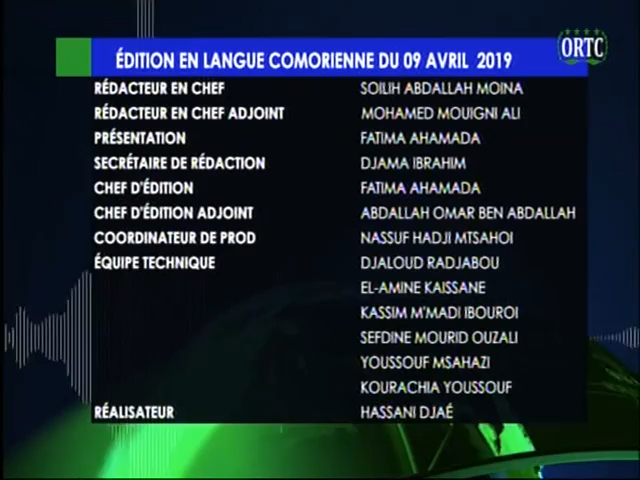 ORTC
ÉDITION EN LANGUE COMORIENNE DU 09 AVRIL 2019
RÉDACTEUR EN CHEF SOILIH ABDALLAH MOINA
RÉDACTEUR EN CHEF ADJOINT MOHAMED MOUIGNI ALI
PRÉSENTATION FATIMA AHAMADA
SECRÉTAIRE DE RÉDACTION DJAMA IBRAHIM
CHEF D'ÉDITION FATIMA AHAMADA
CHEF D'ÉDITION ADJOINT ABDALLAH OMAR BEN ABDALLAH
COORDINATEUR DE PROD NASSUF HADJI MTSAHOI
ÉQUIPE TECHNIQUE DJALOUD RADJABOU
EL-AMINE KAISSANE
KASSIM M'MADI IBOUROI
SEFDINE MOURID OUZALI
YOUSSOUF MSAHAZI
KOURACHIA YOUSSOUF
RÉALISATEUR HASSANI DJAÉ